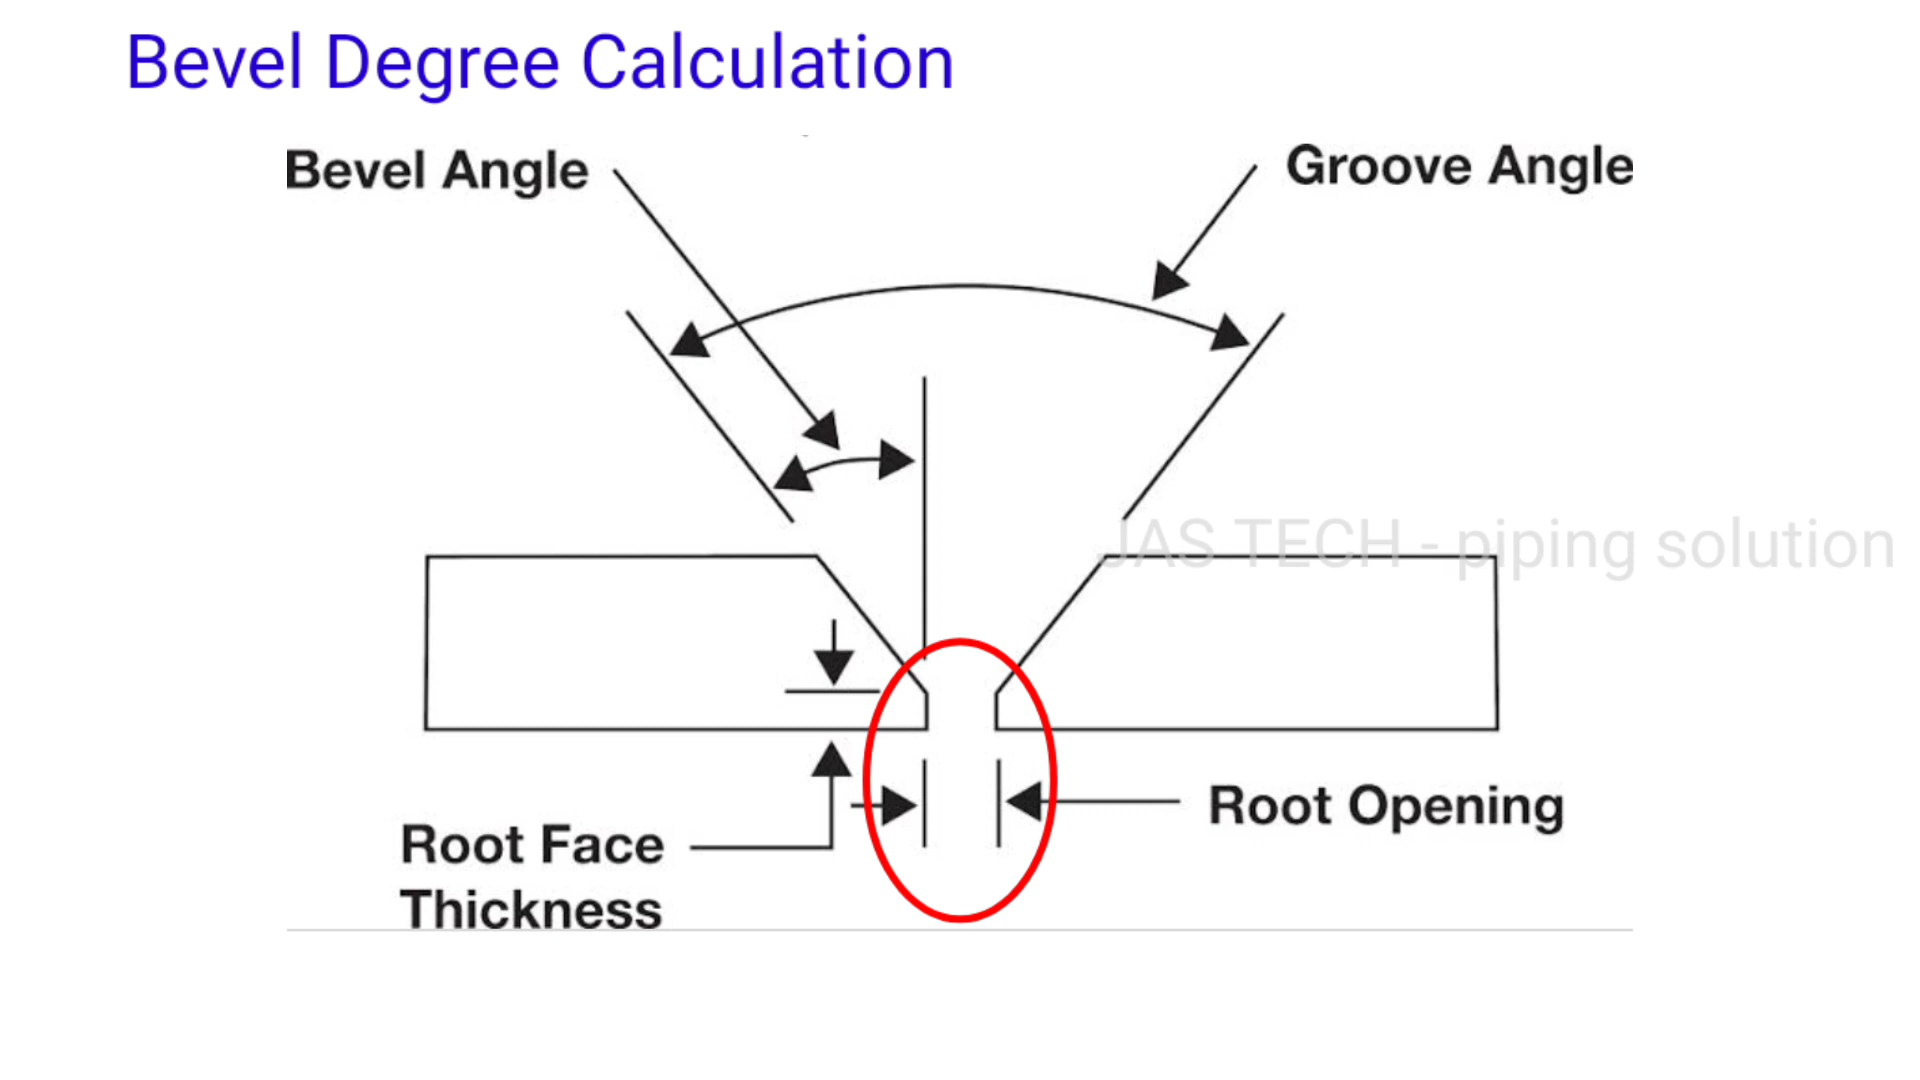 Bevel Degree Calculation
Bevel Angle
Groove Angle
JAS TECH - piping solution
Root Opening
Root Face
Thickness